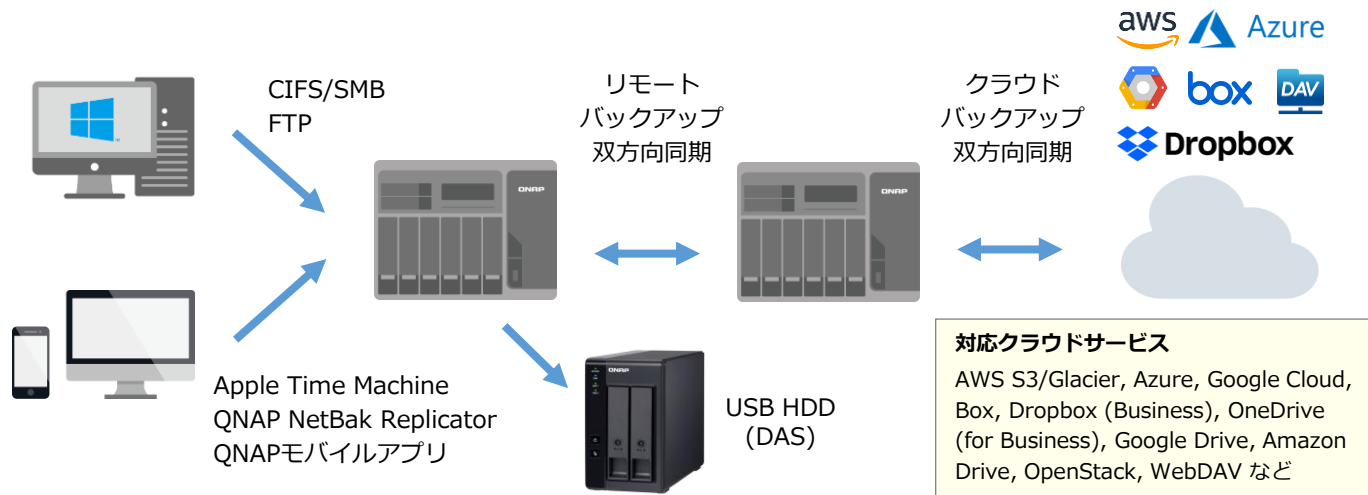 CIFS/SMB
FTP
リモート
バックアップ
双方向同期
クラウド
バックアップ
双方向同期
aws Azure
box DAV
Dropbox
QNAP
QNAP
Apple Time Machine
QNAP NetBak Replicator
QNAPモバイルアプリ
QNAP
USB HDD
(DAS)
対応クラウドサービス
AWS S3/Glacier, Azure, Google Cloud,
Box, Dropbox (Business), OneDrive
(for Business), Google Drive, Amazon
Drive, OpenStack, WebDAV など